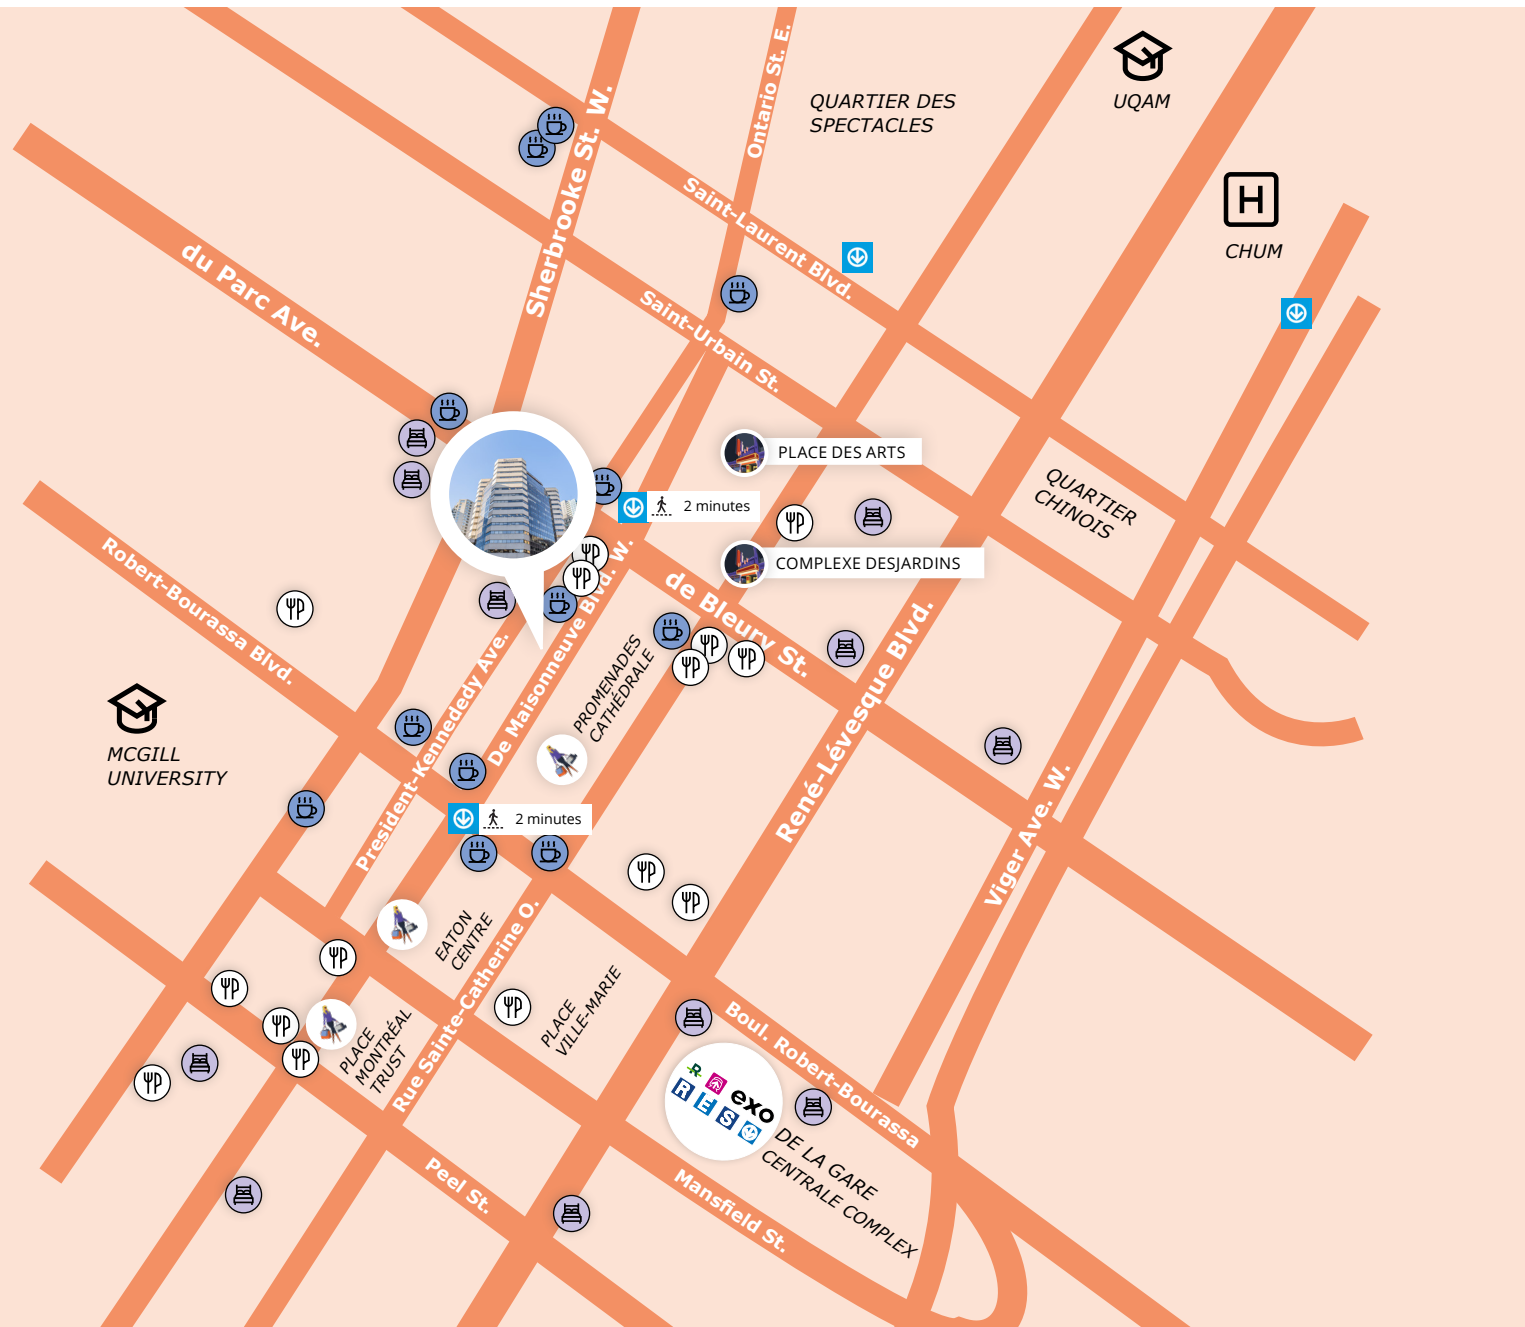 UQAM
QUARTIER DES
SPECTACLES
Ontario St. E.
Sherbrooke St. W.
H
CHUM
Saint-Laurent Blvd.
du Parc Ave.
Saint-Urbain St.
PLACE DES ARTS
2 minutes
QUARTIER
CHINOIS
COMPLEXE DESJARDINS
Robert-Bourassa Blvd.
de Bleury St.
De Maisonneuve Blvd. W.
President-Kennededy Ave.
PROMENADES
CATHÉDRALE
René-Lévesque Blvd.
MCGILL
UNIVERSITY
2 minutes
Viger Ave. W.
EATON
CENTRE
Rue Sainte-Catherine O.
PLACE
VILLE-MARIE
PLACE
MONTRÉAL
TRUST
Boul. Robert-Bourassa
R
exo
RESO
DE LA GARE
CENTRALE COMPLEX
Peel St.
Mansfield St.